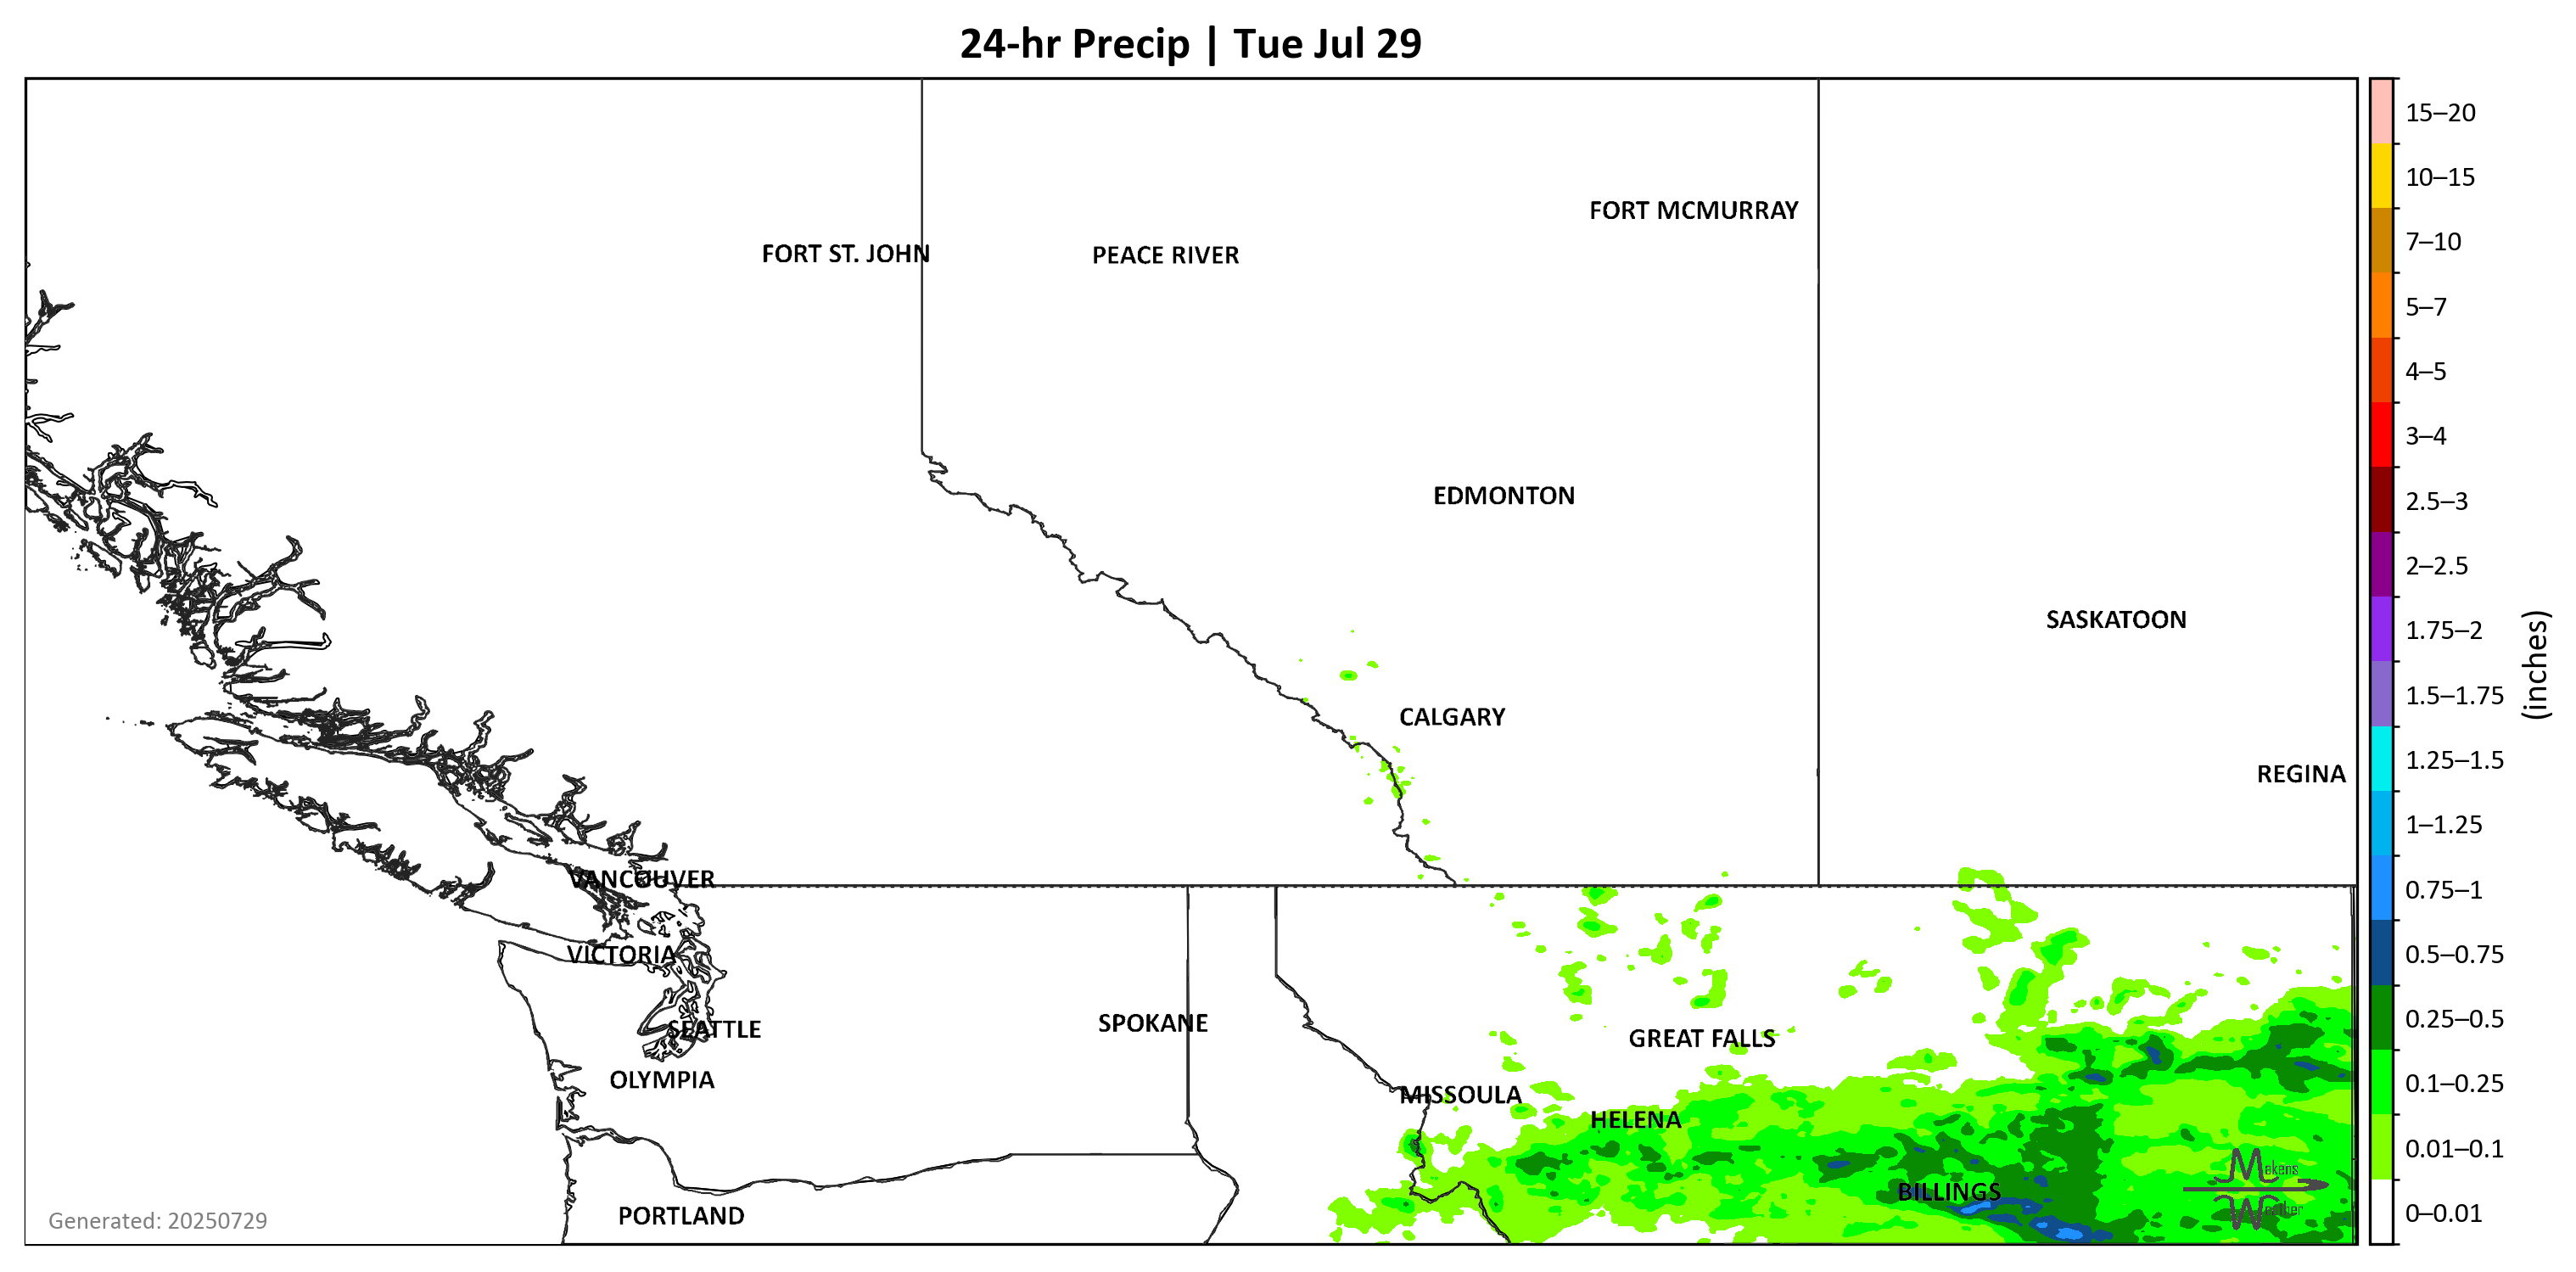 24-hr Precip | Tue Jul 29
FORT ST. JOHN
PEACE RIVER
FORT MCMURRAY
EDMONTON
SASKATOON
CALGARY
REGINA
VANCOUVER
VICTORIA
SEATTLE
SPOKANE
GREAT FALLS
OLYMPIA
MISSOULA
HELENA
BILLINGS
PORTLAND
Makens
Weather
Generated: 20250729
15–20
10–15
7–10
5–7
4–5
3–4
2.5–3
2–2.5
1.75–2
1.5–1.75
1.25–1.5
1–1.25
0.75–1
0.5–0.75
0.25–0.5
0.1–0.25
0.01–0.1
0–0.01
(inches)